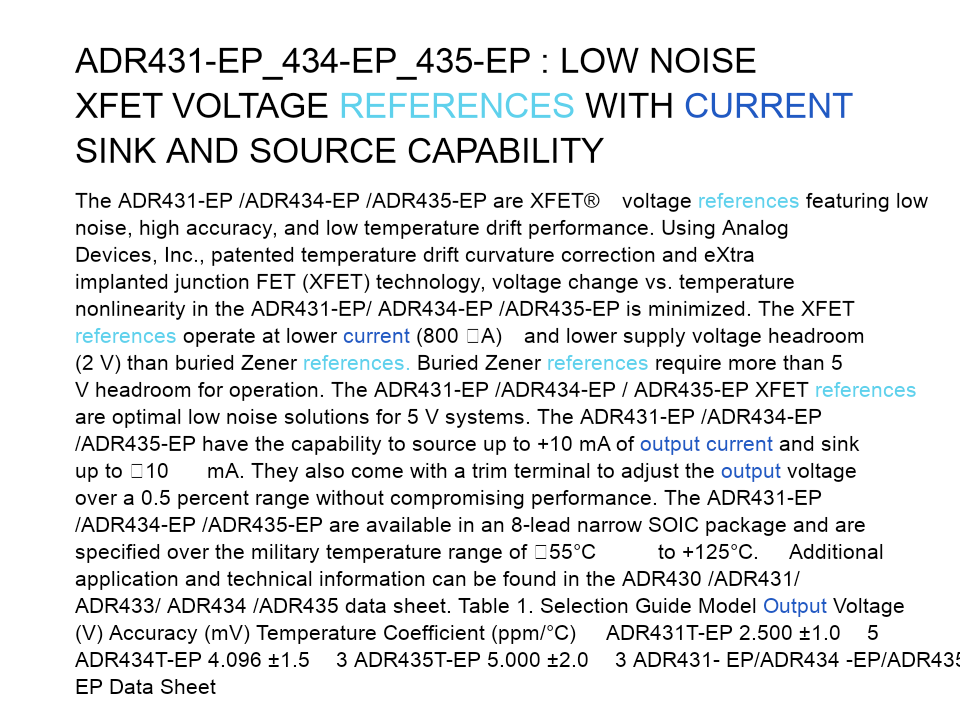 ADR431-EP_434-EP_435-EP : LOW NOISE
XFET VOLTAGE REFERENCES WITH CURRENT
SINK AND SOURCE CAPABILITY
The ADR431-EP /ADR434-EP /ADR435-EP are XFET® voltage references featuring low
noise, high accuracy, and low temperature drift performance. Using Analog
Devices, Inc., patented temperature drift curvature correction and eXtra
implanted junction FET (XFET) technology, voltage change vs. temperature
nonlinearity in the ADR431-EP/ ADR434-EP /ADR435-EP is minimized. The XFET
references operate at lower current (800 □A) and lower supply voltage headroom
(2 V) than buried Zener references. Buried Zener references require more than 5
V headroom for operation. The ADR431-EP /ADR434-EP / ADR435-EP XFET references
are optimal low noise solutions for 5 V systems. The ADR431-EP /ADR434-EP
/ADR435-EP have the capability to source up to +10 mA of output current and sink
up to □10 mA. They also come with a trim terminal to adjust the output voltage
over a 0.5 percent range without compromising performance. The ADR431-EP
/ADR434-EP /ADR435-EP are available in an 8-lead narrow SOIC package and are
specified over the military temperature range of □55°C to +125°C. Additional
application and technical information can be found in the ADR430 /ADR431/
ADR433/ ADR434 /ADR435 data sheet. Table 1. Selection Guide Model Output Voltage
(V) Accuracy (mV) Temperature Coefficient (ppm/°C) ADR431T-EP 2.500 ±1.0 5
ADR434T-EP 4.096 ±1.5 3 ADR435T-EP 5.000 ±2.0 3 ADR431- EP/ADR434 -EP/ADR435
EP Data Sheet